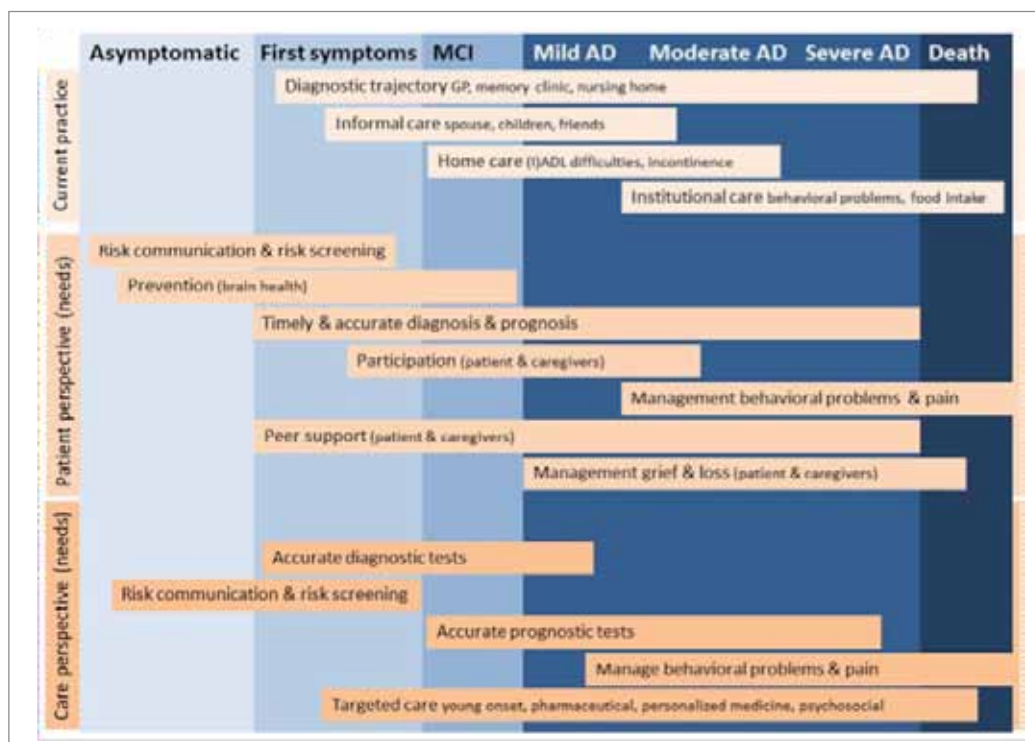 Asymptomatic First symptoms MCI Mild AD Moderate AD Severe AD Death
Current practice
Diagnostic trajectory GP, memory clinic, nursing home
Informal care spouse, children, friends
Home care (I)ADL difficulties, incontinence
Institutional care behavioral problems, food intake
Patient perspective (needs)
Risk communication & risk screening
Prevention (brain health)
Timely & accurate diagnosis & prognosis
Participation (patient & caregivers)
Management behavioral problems & pain
Peer support (patient & caregivers)
Management grief & loss (patient & caregivers)
Care perspective (needs)
Accurate diagnostic tests
Risk communication & risk screening
Accurate prognostic tests
Manage behavioral problems & pain
Targeted care young onset, pharmaceutical, personalized medicine, psychosocial